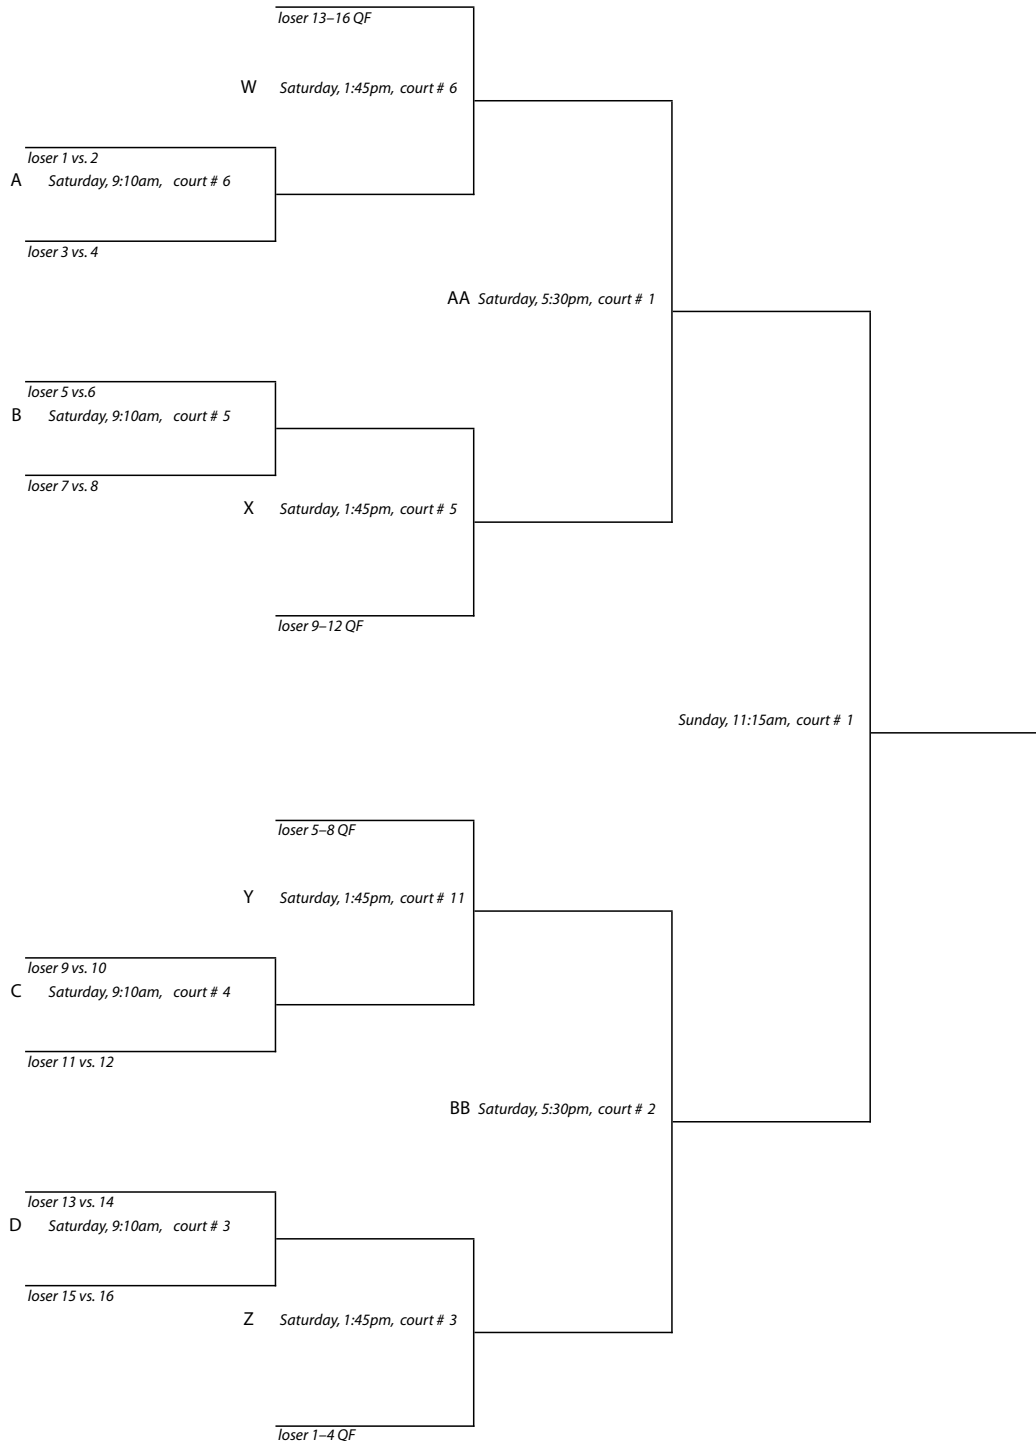 loser 13–16 QF
W Saturday, 1:45pm, court # 6
loser 1 vs. 2
A Saturday, 9:10am, court # 6
loser 3 vs. 4
AA Saturday, 5:30pm, court # 1
loser 5 vs.6
B Saturday, 9:10am, court # 5
loser 7 vs. 8
X Saturday, 1:45pm, court # 5
loser 9–12 QF
Sunday, 11:15am, court # 1
loser 5–8 QF
Y Saturday, 1:45pm, court # 11
loser 9 vs. 10
C Saturday, 9:10am, court # 4
loser 11 vs. 12
BB Saturday, 5:30pm, court # 2
loser 13 vs. 14
D Saturday, 9:10am, court # 3
loser 15 vs. 16
Z Saturday, 1:45pm, court # 3
loser 1–4 QF